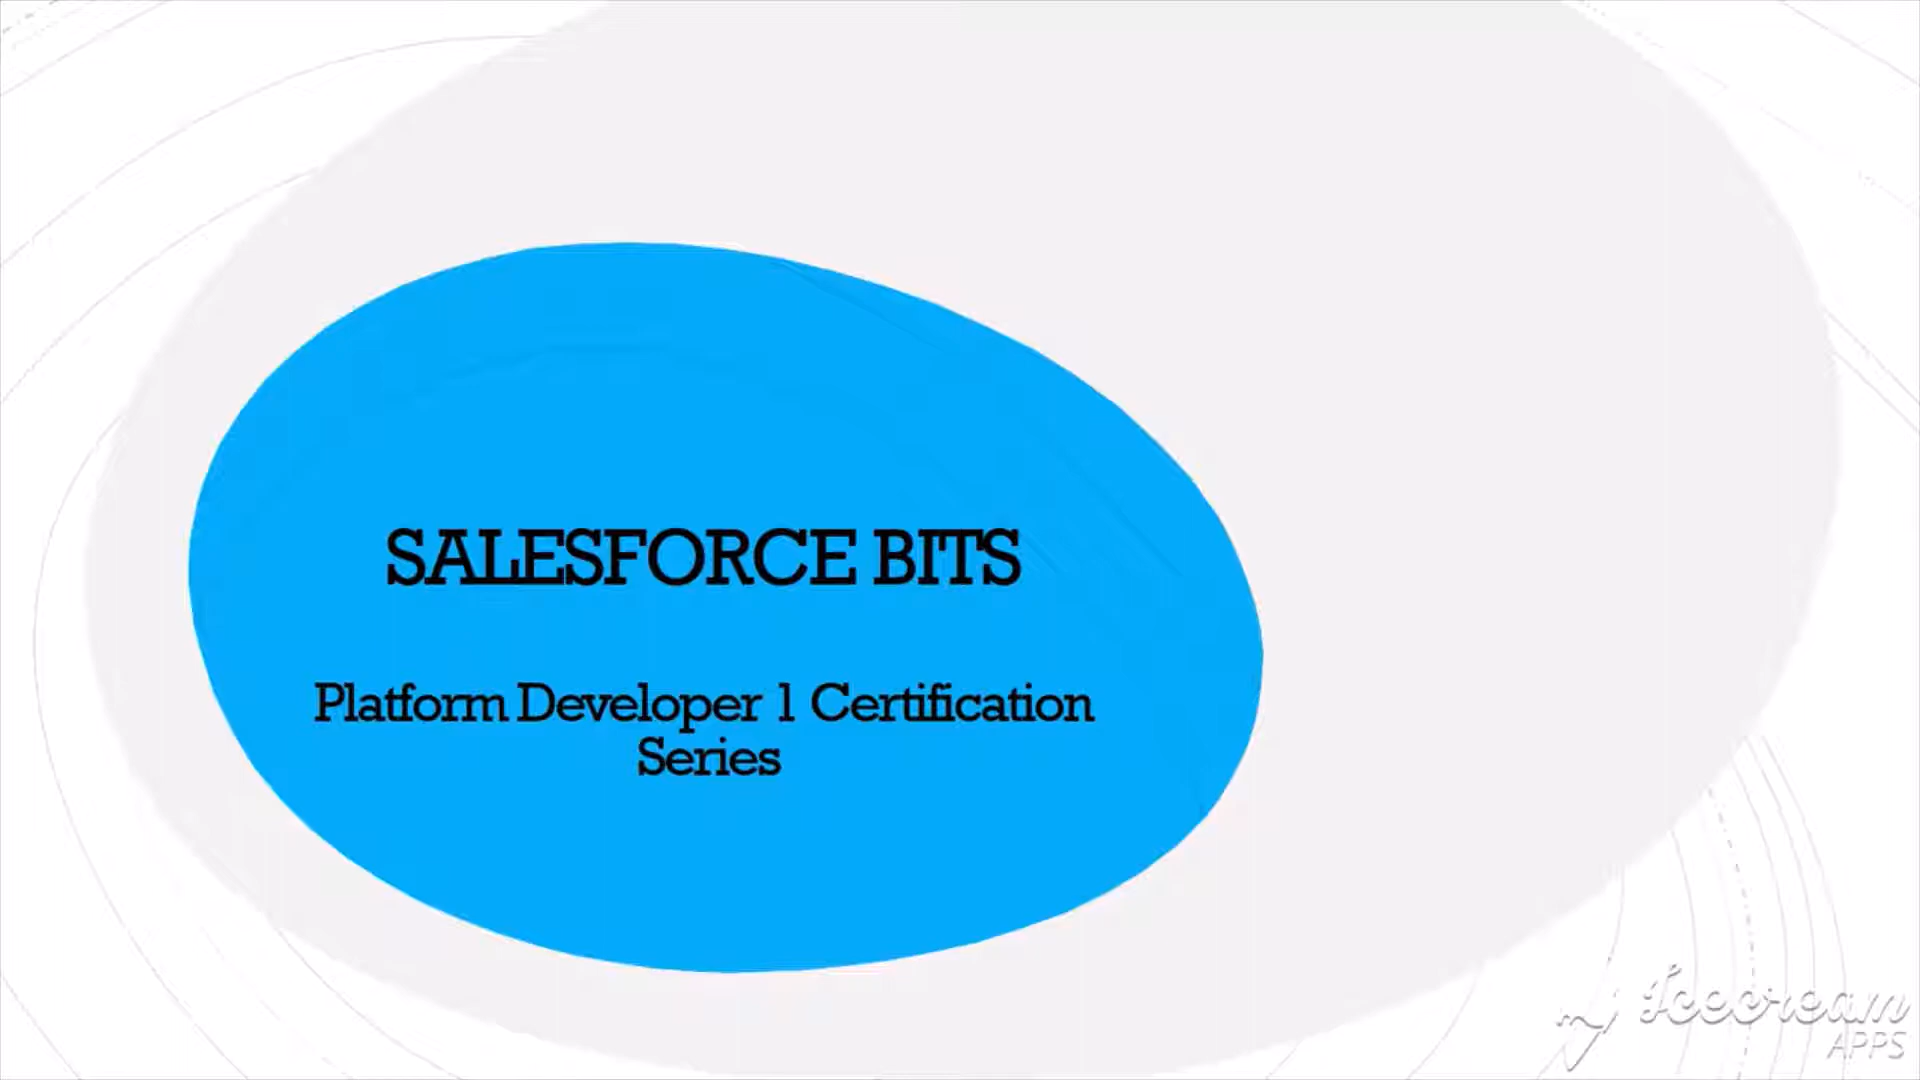 SALESFORCE BITS
Platform Developer 1 Certification
Series
Icecream
APPS